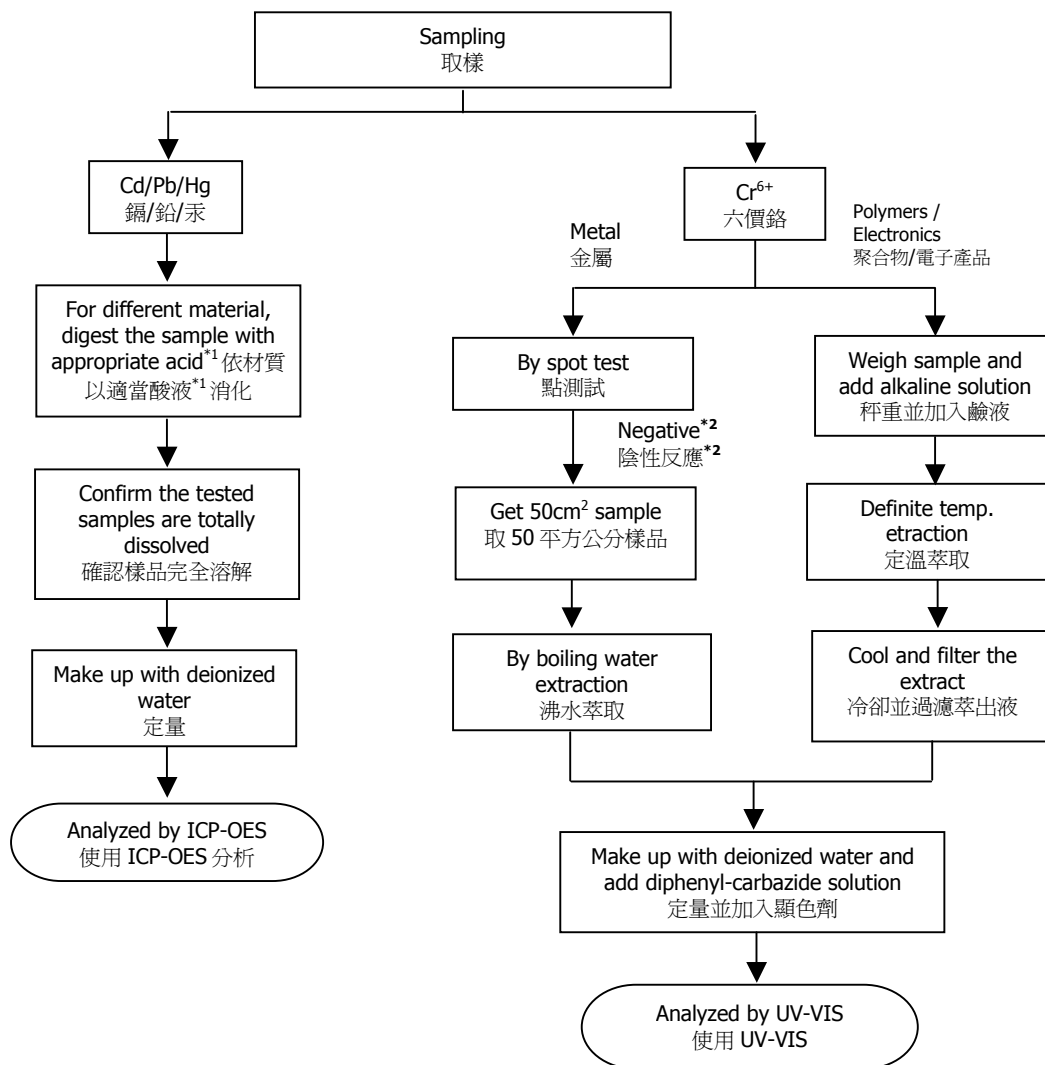 Sampling
取樣
Cd/Pb/Hg
鎘/鉛/汞
For different material,
digest the sample with
appropriate acid*1 依材質
以適當酸液*1 消化
Confirm the tested
samples are totally
dissolved
確認樣品完全溶解
Make up with deionized
water
定量
Analyzed by ICP-OES
使用 ICP-OES 分析
Cr6+
六價鉻
Metal
金屬
Polymers /
Electronics
聚合物/電子產品
By spot test
點測試
Negative*2
陰性反應*2
Get 50cm2 sample
取 50 平方公分樣品
By boiling water
extraction
沸水萃取
Weigh sample and
add alkaline solution
秤重並加入鹼液
Definite temp.
etraction
定溫萃取
Cool and filter the
extract
冷卻並過濾萃出液
Make up with deionized water and
add diphenyl-carbazide solution
定量並加入顯色劑
Analyzed by UV-VIS
使用 UV-VIS